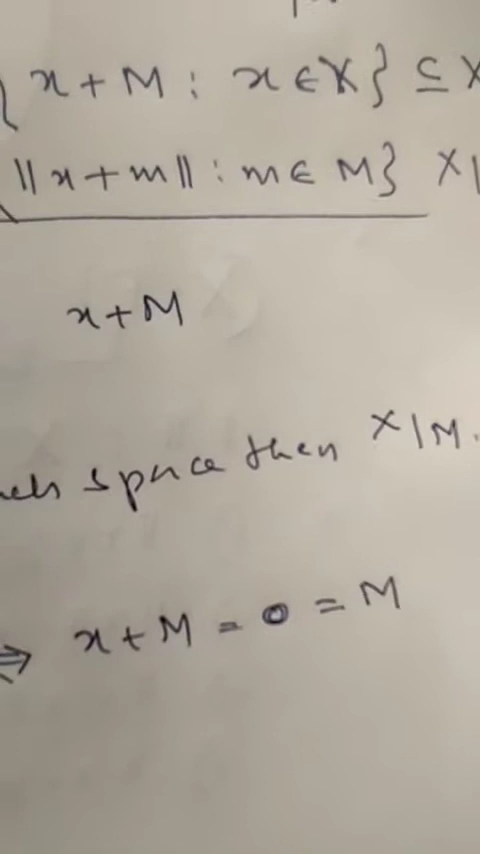 { x + M : x ∈ X } ⊆ X
||x + m|| : m ∈ M} X |
x + M
space then X | M.
⇒ x + M = 0 = M